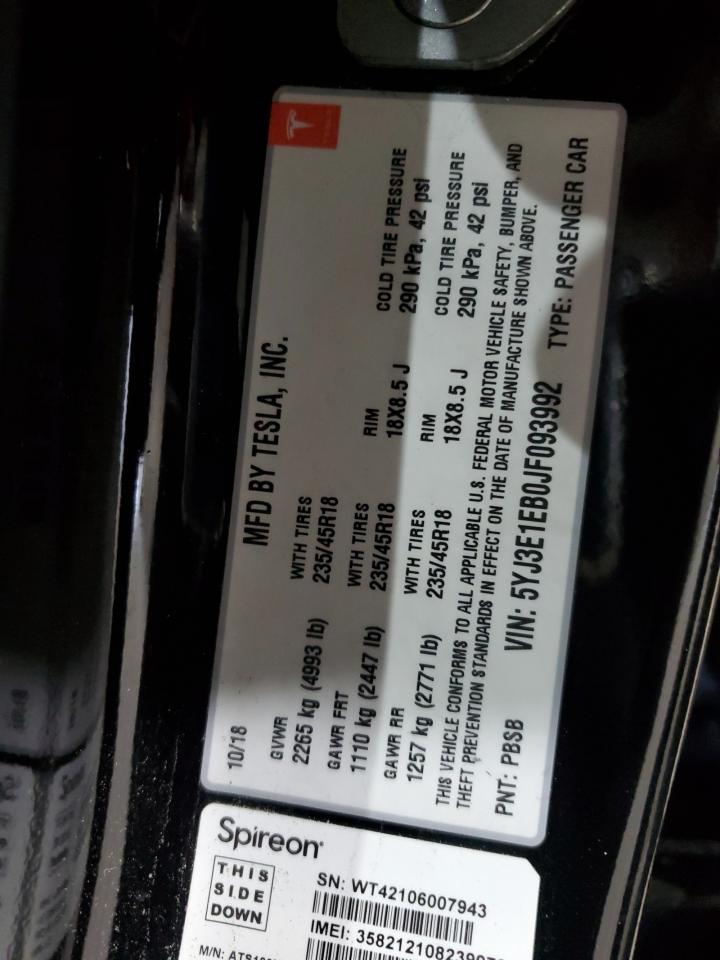 MFD BY TESLA, INC.
10/18
GVWR
2265 kg (4993 lb)
WITH TIRES
235/45R18
RIM
18X8.5 J
COLD TIRE PRESSURE
290 kPa, 42 psi
GAWR FRT
1110 kg (2447 lb)
WITH TIRES
235/45R18
RIM
18X8.5 J
COLD TIRE PRESSURE
290 kPa, 42 psi
GAWR RR
1257 kg (2771 lb)
WITH TIRES
235/45R18
THIS VEHICLE CONFORMS TO ALL APPLICABLE U.S. FEDERAL MOTOR VEHICLE SAFETY, BUMPER, AND
THEFT PREVENTION STANDARDS IN EFFECT ON THE DATE OF MANUFACTURE SHOWN ABOVE.
PNT: PBSB
VIN: 5YJ3E1EB0JF093992
TYPE: PASSENGER CAR
Spireon
THIS
SIDE
DOWN
SN: WT42106007943
IMEI:
M/N: